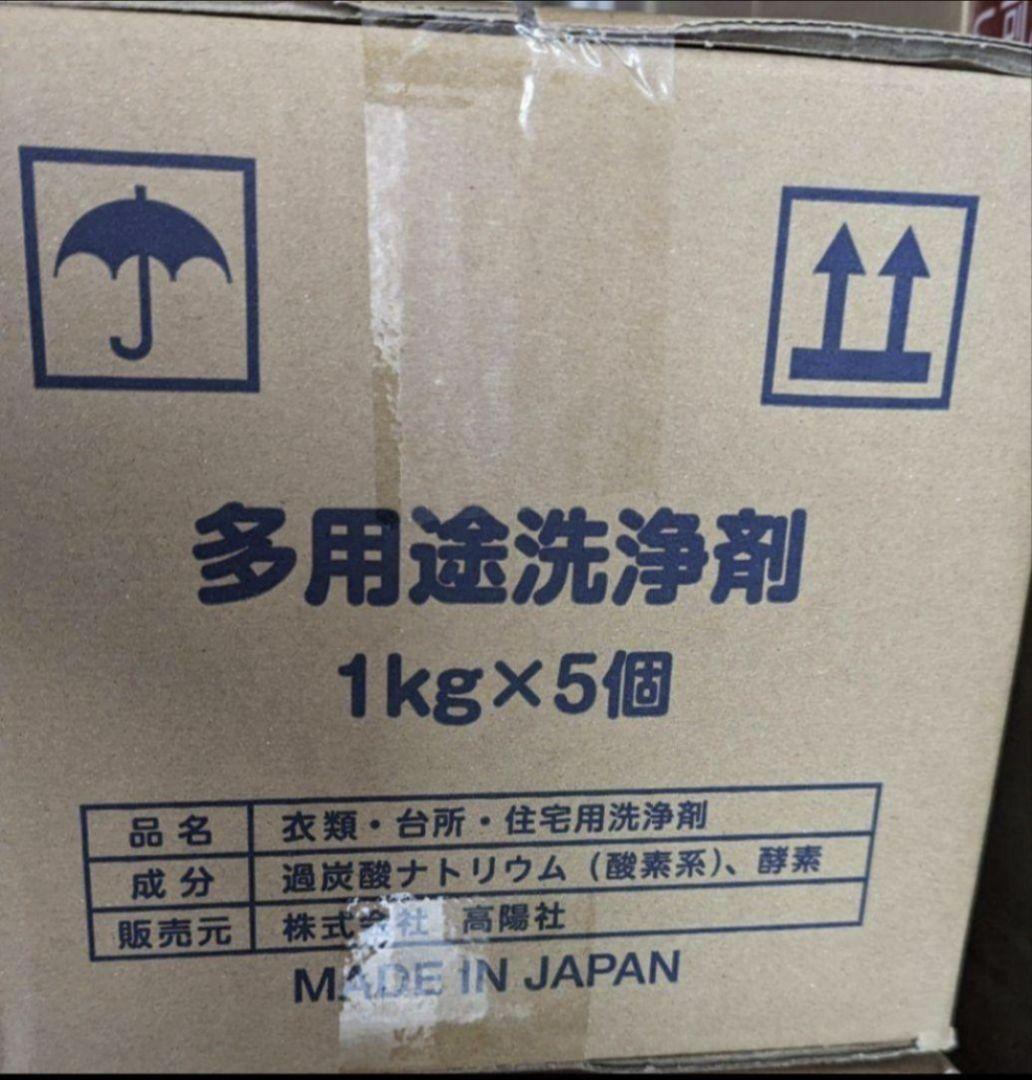 多用途洗浄剤
1kg×5個
品名 衣類・台所・住宅用洗浄剤
成分 過炭酸ナトリウム（酸素系）、酵素
販売元 株式会社 高陽社
MADE IN JAPAN